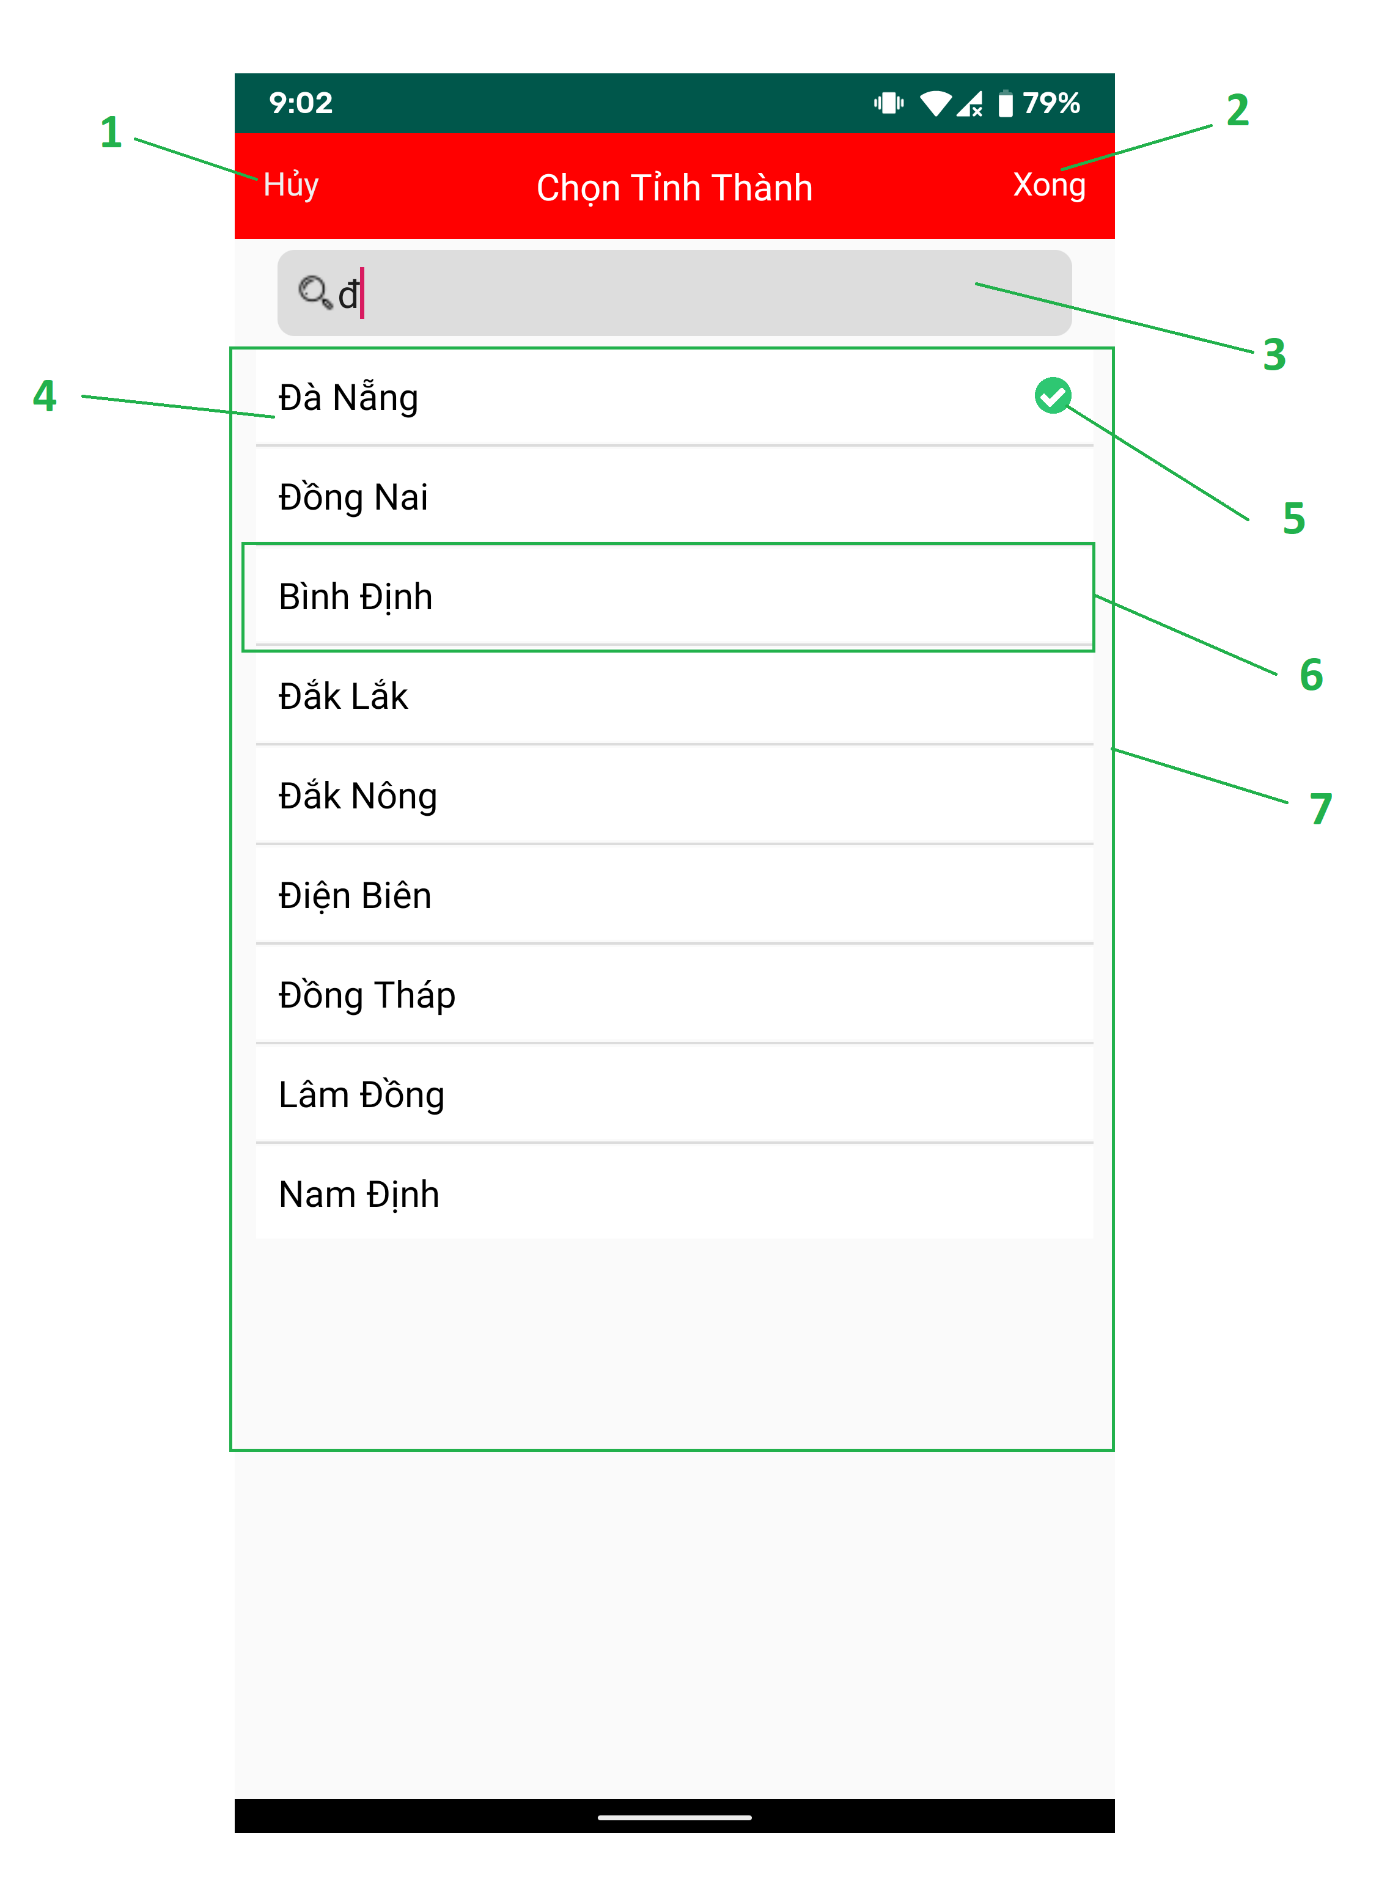 9:02 79%
1
2
Hủy Chọn Tỉnh Thành Xong
đ
3
4
Đà Nẵng
Đồng Nai
5
Bình Định
6
Đắk Lắk
Đắk Nông
7
Điện Biên
Đồng Tháp
Lâm Đồng
Nam Định